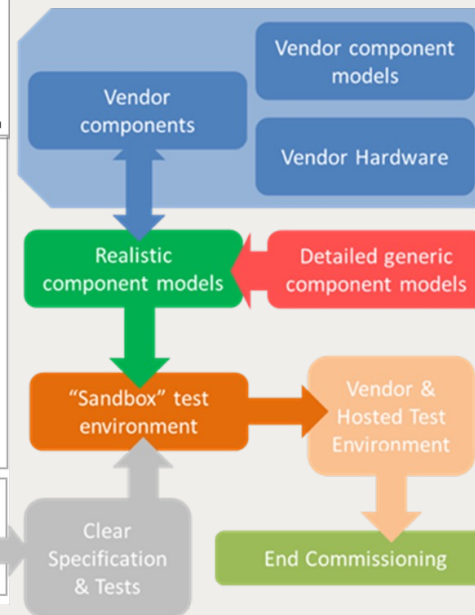 Vendor component
models
Vendor
components
Vendor Hardware
Realistic
component models
Detailed generic
component models
“Sandbox” test
environment
Vendor &
Hosted Test
Environment
Clear
Specification
& Tests
End Commissioning